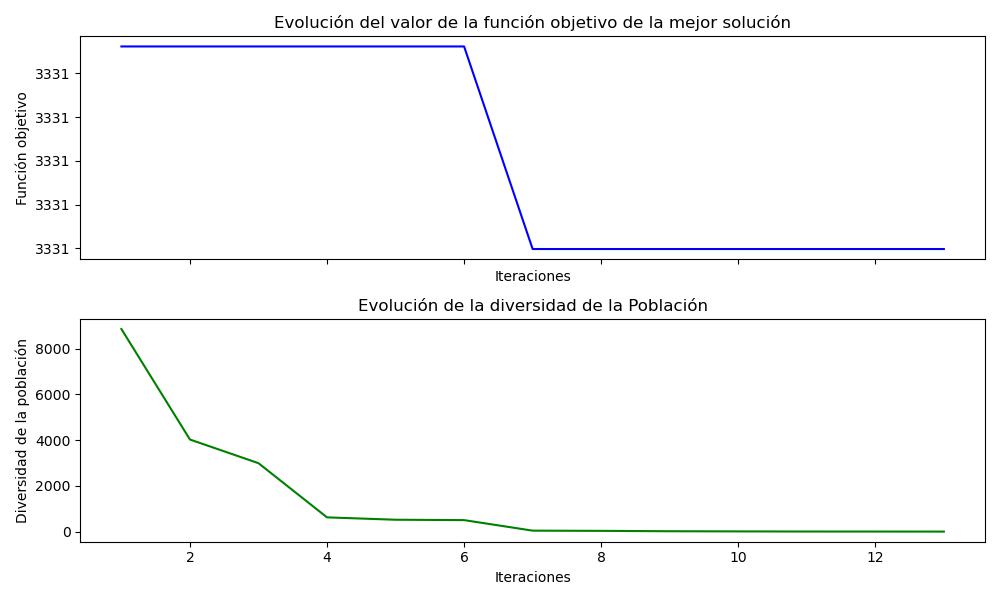 Evolución del valor de la función objetivo de la mejor solución
Función objetivo
3331
3331
3331
3331
3331
Iteraciones
Evolución de la diversidad de la Población
Diversidad de la población
8000
6000
4000
2000
0
2 4 6 8 10 12
Iteraciones